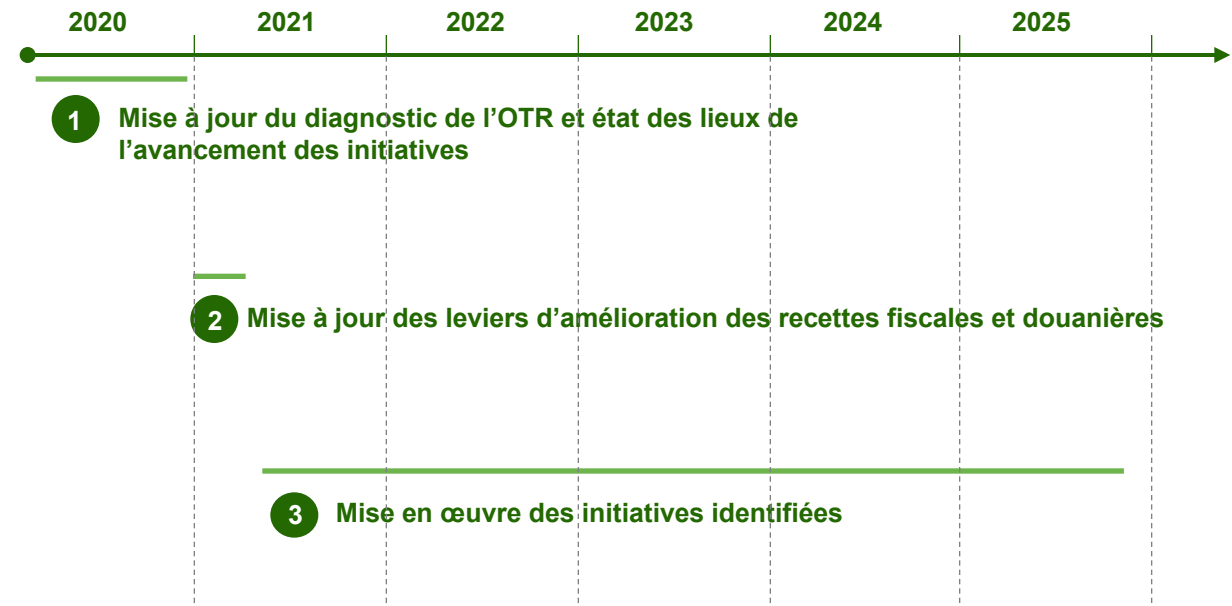 2020 2021 2022 2023 2024 2025
1 Mise à jour du diagnostic de l’OTR et état des lieux de
l’avancement des initiatives
2 Mise à jour des leviers d’amélioration des recettes fiscales et douanières
3 Mise en œuvre des initiatives identifiées